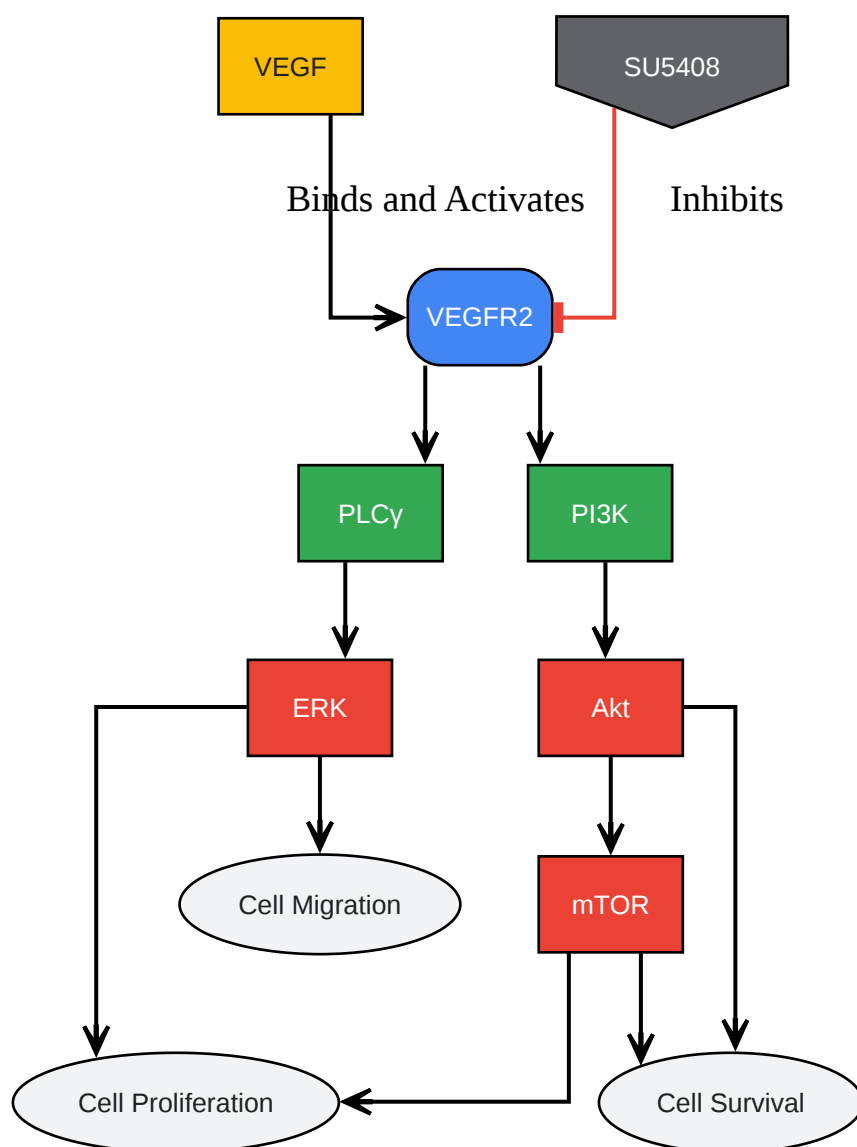 VEGF
SU5408
Binds and Activates
Inhibits
VEGFR2
PLCγ
PI3K
ERK
Akt
Cell Migration
mTOR
Cell Proliferation
Cell Survival